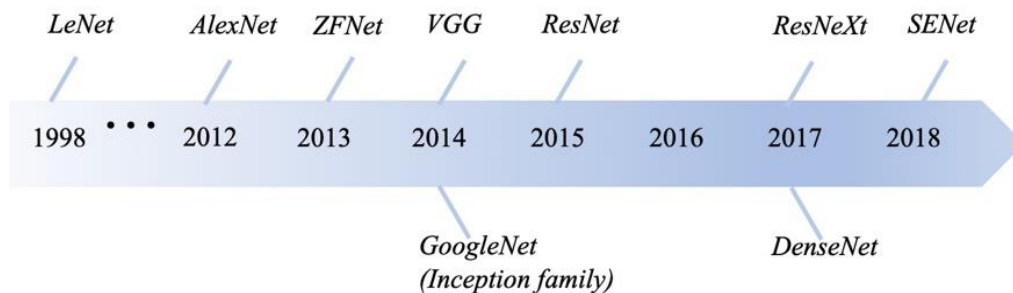 LeNet AlexNet ZFNet VGG ResNet ResNeXt SENet
1998 ... 2012 2013 2014 2015 2016 2017 2018
GoogleNet DenseNet
(Inception family)